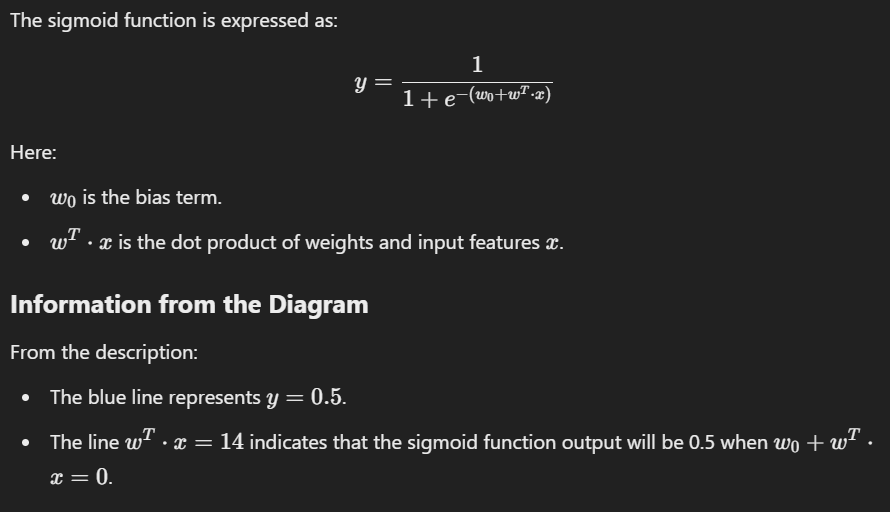 The sigmoid function is expressed as:
y = \frac{1}{1 + e^{-(w_0 + w^T \cdot x)}}
Here:
• w_0 is the bias term.
• w^T \cdot x is the dot product of weights and input features x.
Information from the Diagram
From the description:
• The blue line represents y = 0.5.
• The line w^T \cdot x = 14 indicates that the sigmoid function output will be 0.5 when w_0 + w^T \cdot
x = 0.